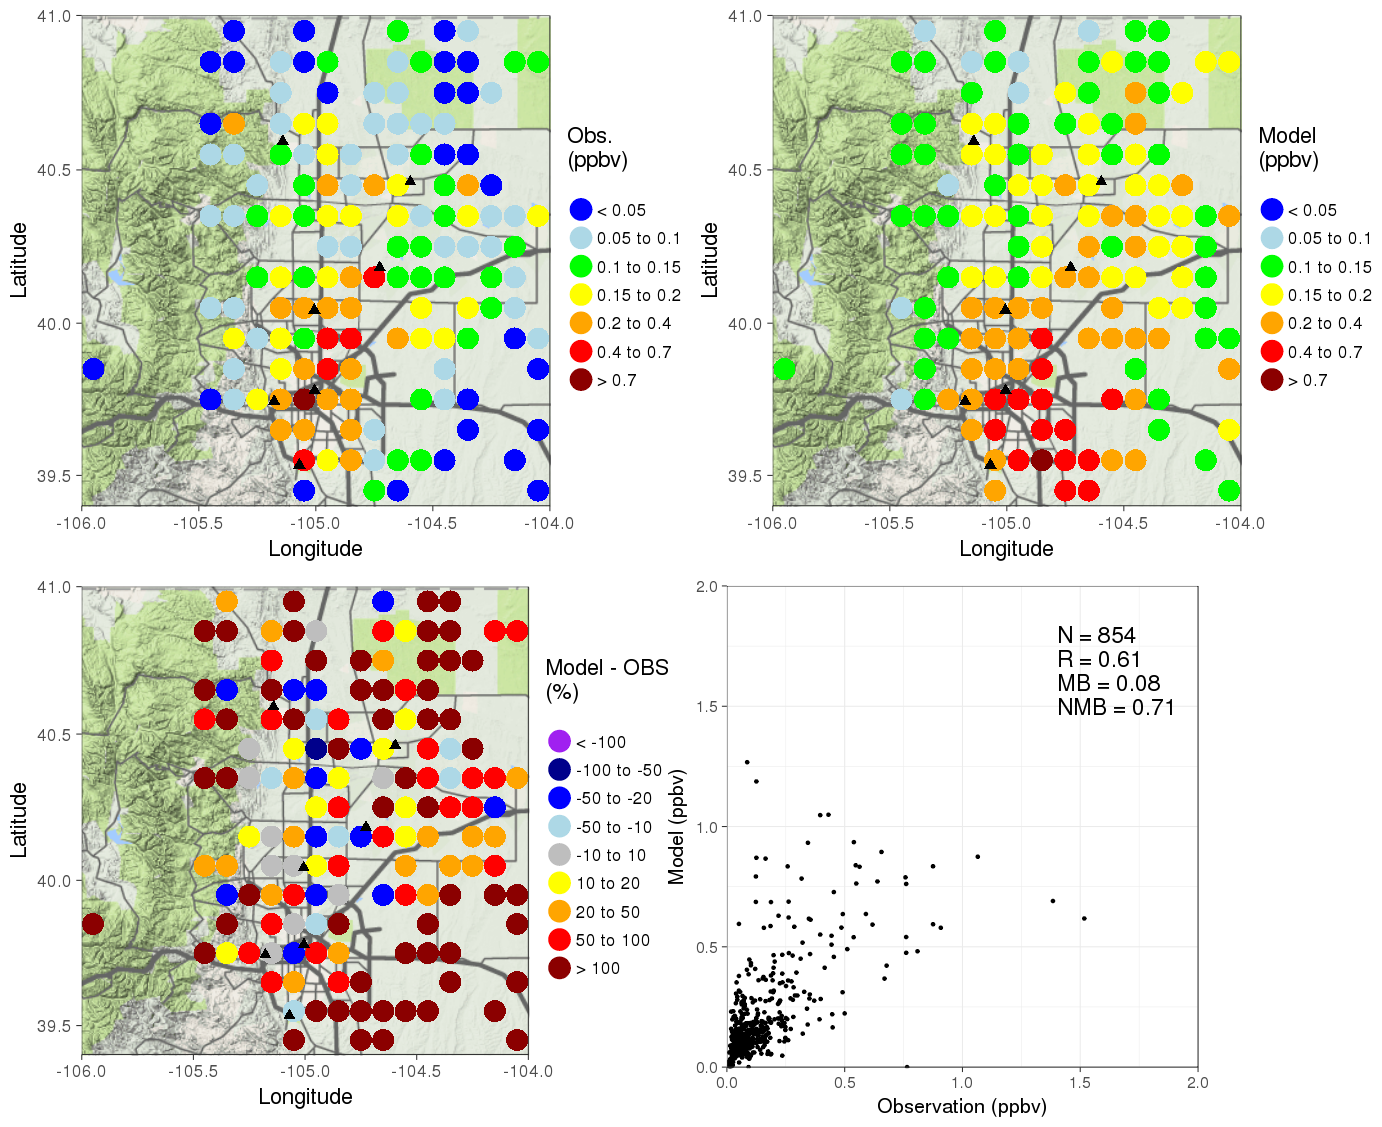 41.0
40.5
40.0
39.5
-106.0
-105.5
-105.0
-104.5
-104.0
Latiitude
Longitude
Obs.
(ppbv)
< 0.05
0.05 to 0.1
0.1 to 0.15
0.15 to 0.2
0.2 to 0.4
0.4 to 0.7
> 0.7
41.0
40.5
40.0
39.5
-106.0
-105.5
-105.0
-104.5
-104.0
Latiitude
Longitude
Model
(ppbv)
< 0.05
0.05 to 0.1
0.1 to 0.15
0.15 to 0.2
0.2 to 0.4
0.4 to 0.7
> 0.7
41.0
40.5
40.0
39.5
-106.0
-105.5
-105.0
-104.5
-104.0
Latiitude
Longitude
Model - OBS
(%)
< -100
-100 to -50
-50 to -20
-50 to -10
-10 to 10
10 to 20
20 to 50
50 to 100
> 100
2.0
1.5
1.0
0.5
0.0
0.0
0.5
1.0
1.5
2.0
Model (ppbv)
Observation (ppbv)
N = 854
R = 0.61
MB = 0.08
NMB = 0.71